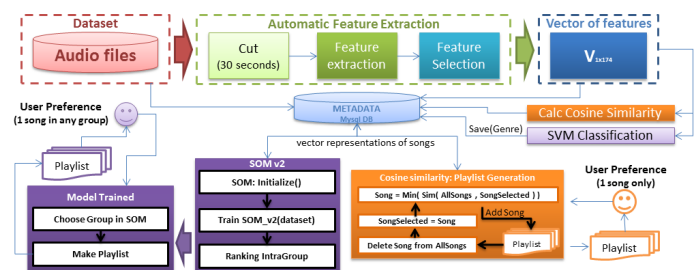 Dataset
Automatic Feature Extraction
Vector of features
Audio files
Cut
(30 seconds)
Feature
extraction
Feature
Selection
V1x174
User Preference
(1 song in any group)
METADATA
Mysql DB
Calc Cosine Similarity
Save(Genre)
SVM Classification
vector representations of songs
Playlist
Model Trained
Choose Group in SOM
Make Playlist
SOM v2
SOM: Initialize()
Train SOM_v2(dataset)
Ranking IntraGroup
Cosine similarity: Playlist Generation
Song = Min( Sim( AllSongs , SongSelected ) )
Add Song
SongSelected = Song
Delete Song from AllSongs
Playlist
User Preference
(1 song only)
Playlist